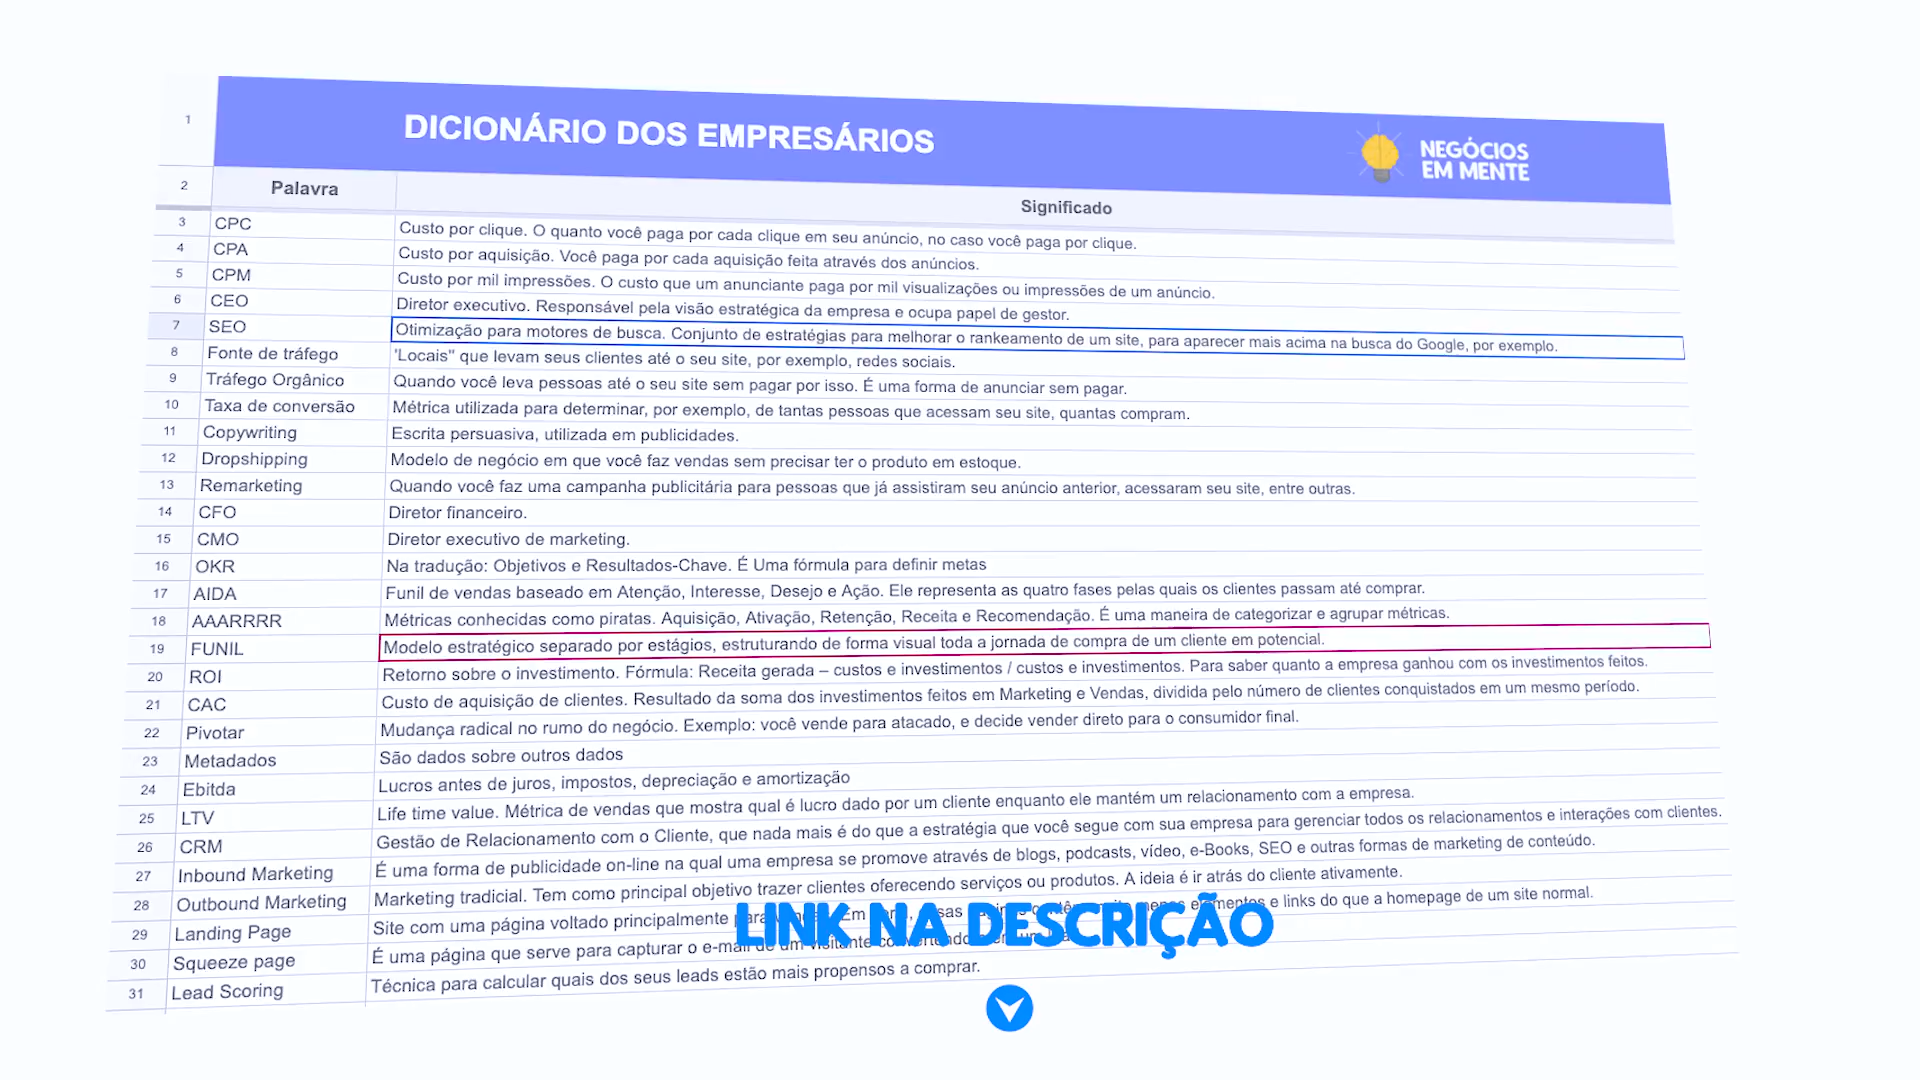 1 DICIONÁRIO DOS EMPRESÁRIOS
NEGÓCIOS
EM MENTE
2 Palavra Significado
3 CPC Custo por clique. O quanto você paga por cada clique em seu anúncio, no caso você paga por clique.
4 CPA Custo por aquisição. Você paga por cada aquisição feita através dos anúncios.
5 CPM Custo por mil impressões. O custo que um anunciante paga por mil visualizações ou impressões de um anúncio.
6 CEO Diretor executivo. Responsável pela visão estratégica da empresa e ocupa papel de gestor.
7 SEO Otimização para motores de busca. Conjunto de estratégias para melhorar o rankeamento de um site, para aparecer mais acima na busca do Google, por exemplo.
8 Fonte de tráfego 'Locais" que levam seus clientes até o seu site, por exemplo, redes sociais.
9 Tráfego Orgânico Quando você leva pessoas até o seu site sem pagar por isso. É uma forma de anunciar sem pagar.
10 Taxa de conversão Métrica utilizada para determinar, por exemplo, de tantas pessoas que acessam seu site, quantas compram.
11 Copywriting Escrita persuasiva, utilizada em publicidades.
12 Dropshipping Modelo de negócio em que você faz vendas sem precisar ter o produto em estoque.
13 Remarketing Quando você faz uma campanha publicitária para pessoas que já assistiram seu anúncio anterior, acessaram seu site, entre outras.
14 CFO Diretor financeiro.
15 CMO Diretor executivo de marketing.
16 OKR Na tradução: Objetivos e Resultados-Chave. É Uma fórmula para definir metas
17 AIDA Funil de vendas baseado em Atenção, Interesse, Desejo e Ação. Ele representa as quatro fases pelas quais os clientes passam até comprar.
18 AAARRRR Métricas conhecidas como piratas. Aquisição, Ativação, Retenção, Receita e Recomendação. É uma maneira de categorizar e agrupar métricas.
19 FUNIL Modelo estratégico separado por estágios, estruturando de forma visual toda a jornada de compra de um cliente em potencial.
20 ROI Retorno sobre o investimento. Fórmula: Receita gerada – custos e investimentos / custos e investimentos. Para saber quanto a empresa ganhou com os investimentos feitos.
21 CAC Custo de aquisição de clientes. Resultado da soma dos investimentos feitos em Marketing e Vendas, dividida pelo número de clientes conquistados em um mesmo período.
22 Pivotar Mudança radical no rumo do negócio. Exemplo: você vende para atacado, e decide vender direto para o consumidor final.
23 Metadados São dados sobre outros dados
24 Ebitda Lucros antes de juros, impostos, depreciação e amortização
25 LTV Life time value. Métrica de vendas que mostra qual é lucro dado por um cliente enquanto ele mantém um relacionamento com a empresa.
26 CRM Gestão de Relacionamento com o Cliente, que nada mais é do que a estratégia que você segue com sua empresa para gerenciar todos os relacionamentos e interações com clientes.
27 Inbound Marketing É uma forma de publicidade on-line na qual uma empresa se promove através de blogs, podcasts, vídeo, e-Books, SEO e outras formas de marketing de conteúdo.
28 Outbound Marketing Marketing tradicial. Tem como principal objetivo trazer clientes oferecendo serviços ou produtos. A ideia é ir atrás do cliente ativamente.
29 Landing Page Site com uma página voltado principalmente para Em elementos e links do que a homepage de um site normal.
30 Squeeze page É uma página que serve para capturar o e-mail de um visitante
31 Lead Scoring Técnica para calcular quais dos seus leads estão mais propensos a comprar.
LINK NA DESCRIÇÃO